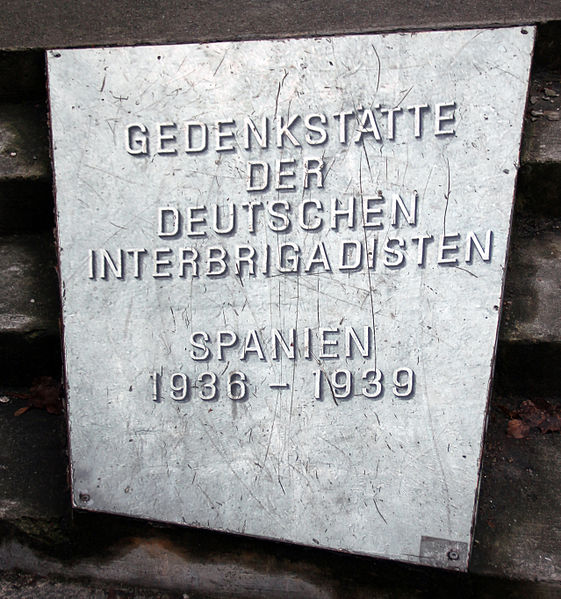 GEDENKSTÄTTE
DER
DEUTSCHEN
INTERBRIGADISTEN
SPANIEN
1936 - 1939